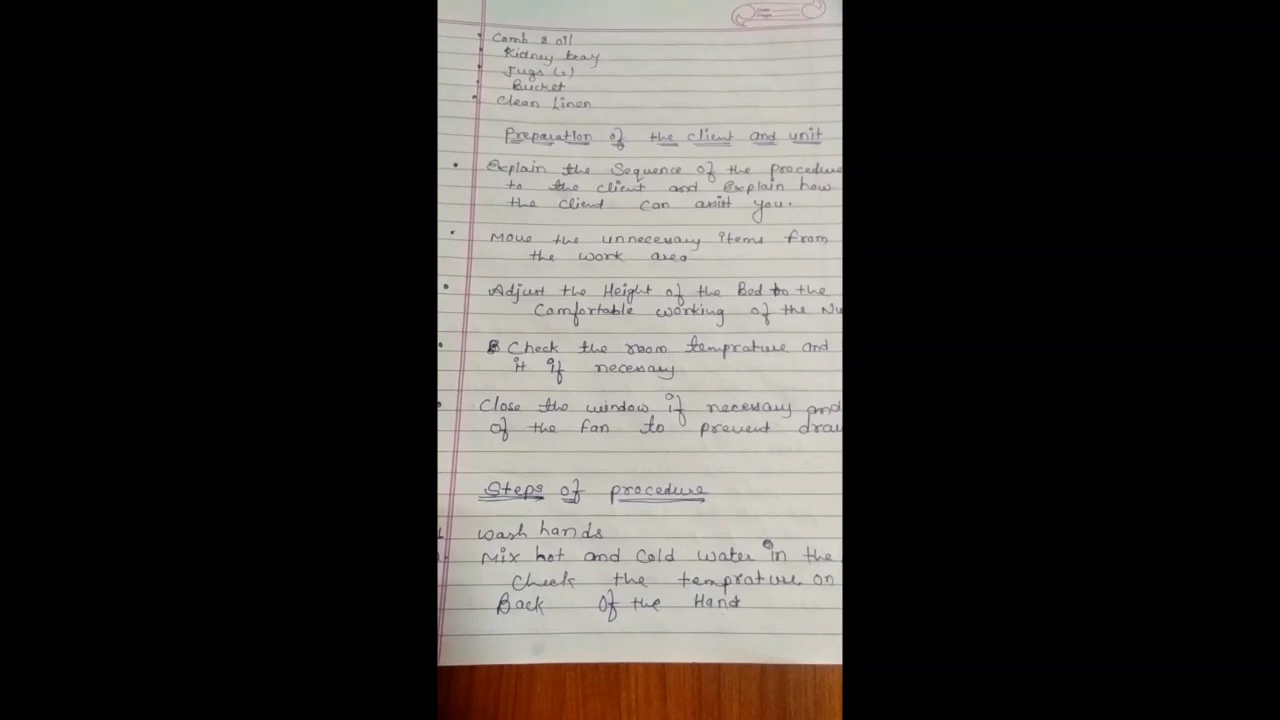 Comb & oil
Kidney tray
Jugs (2)
Bucket
Clean Linen
Preparation of the client and unit
Explain the Sequence of the procedure
to the client and Explain how
the client can assist you.
Move the unnecessary items from
the work area
Adjust the Height of the Bed to the
Comfortable working of the Nu
Check the room temprature and
it if necessary
Close the window if necessary and
of the fan to prevent drau
Steps of procedure
wash hands
Mix hot and cold water in the
Check the temprature on
Back of the Hand